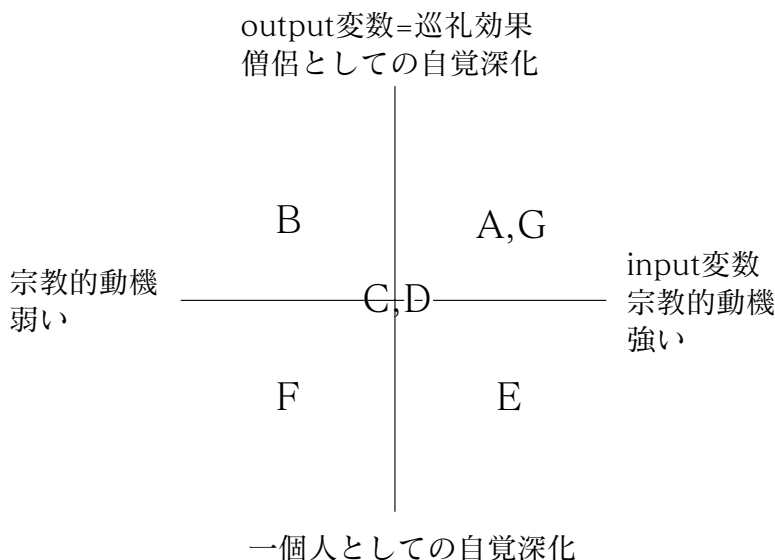 output変数=巡礼効果
僧侶としての自覚深化
B
A,G
宗教的動機
弱い
C,D
input変数
宗教的動機
強い
F
E
一個人としての自覚深化